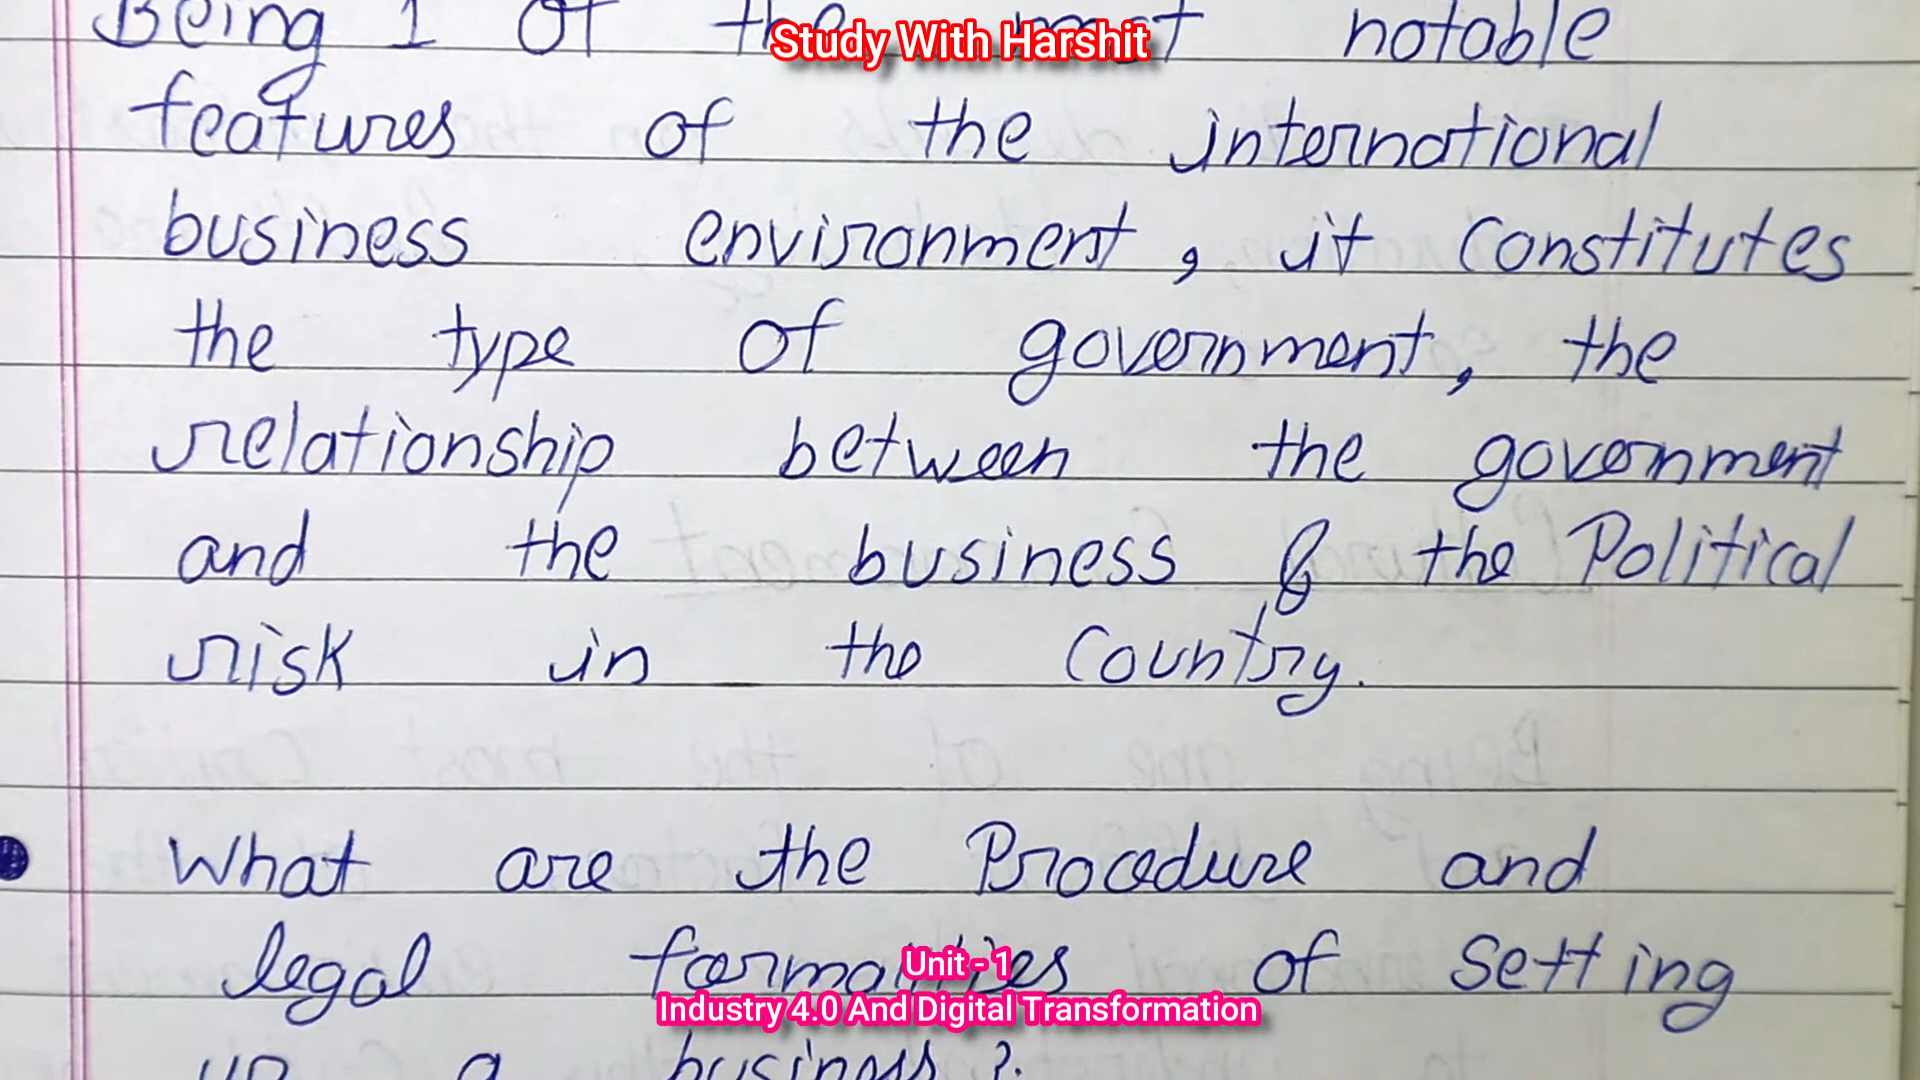 Being 1 of the most notable
Study With Harshit
features of the international
business environment, it constitutes
the type of government, the
relationship between the government
and the business & the Political
risk in the Country.
What are the Procedure and
legal formalities of Setting
up a business?
Unit - 1
Industry 4.0 And Digital Transformation